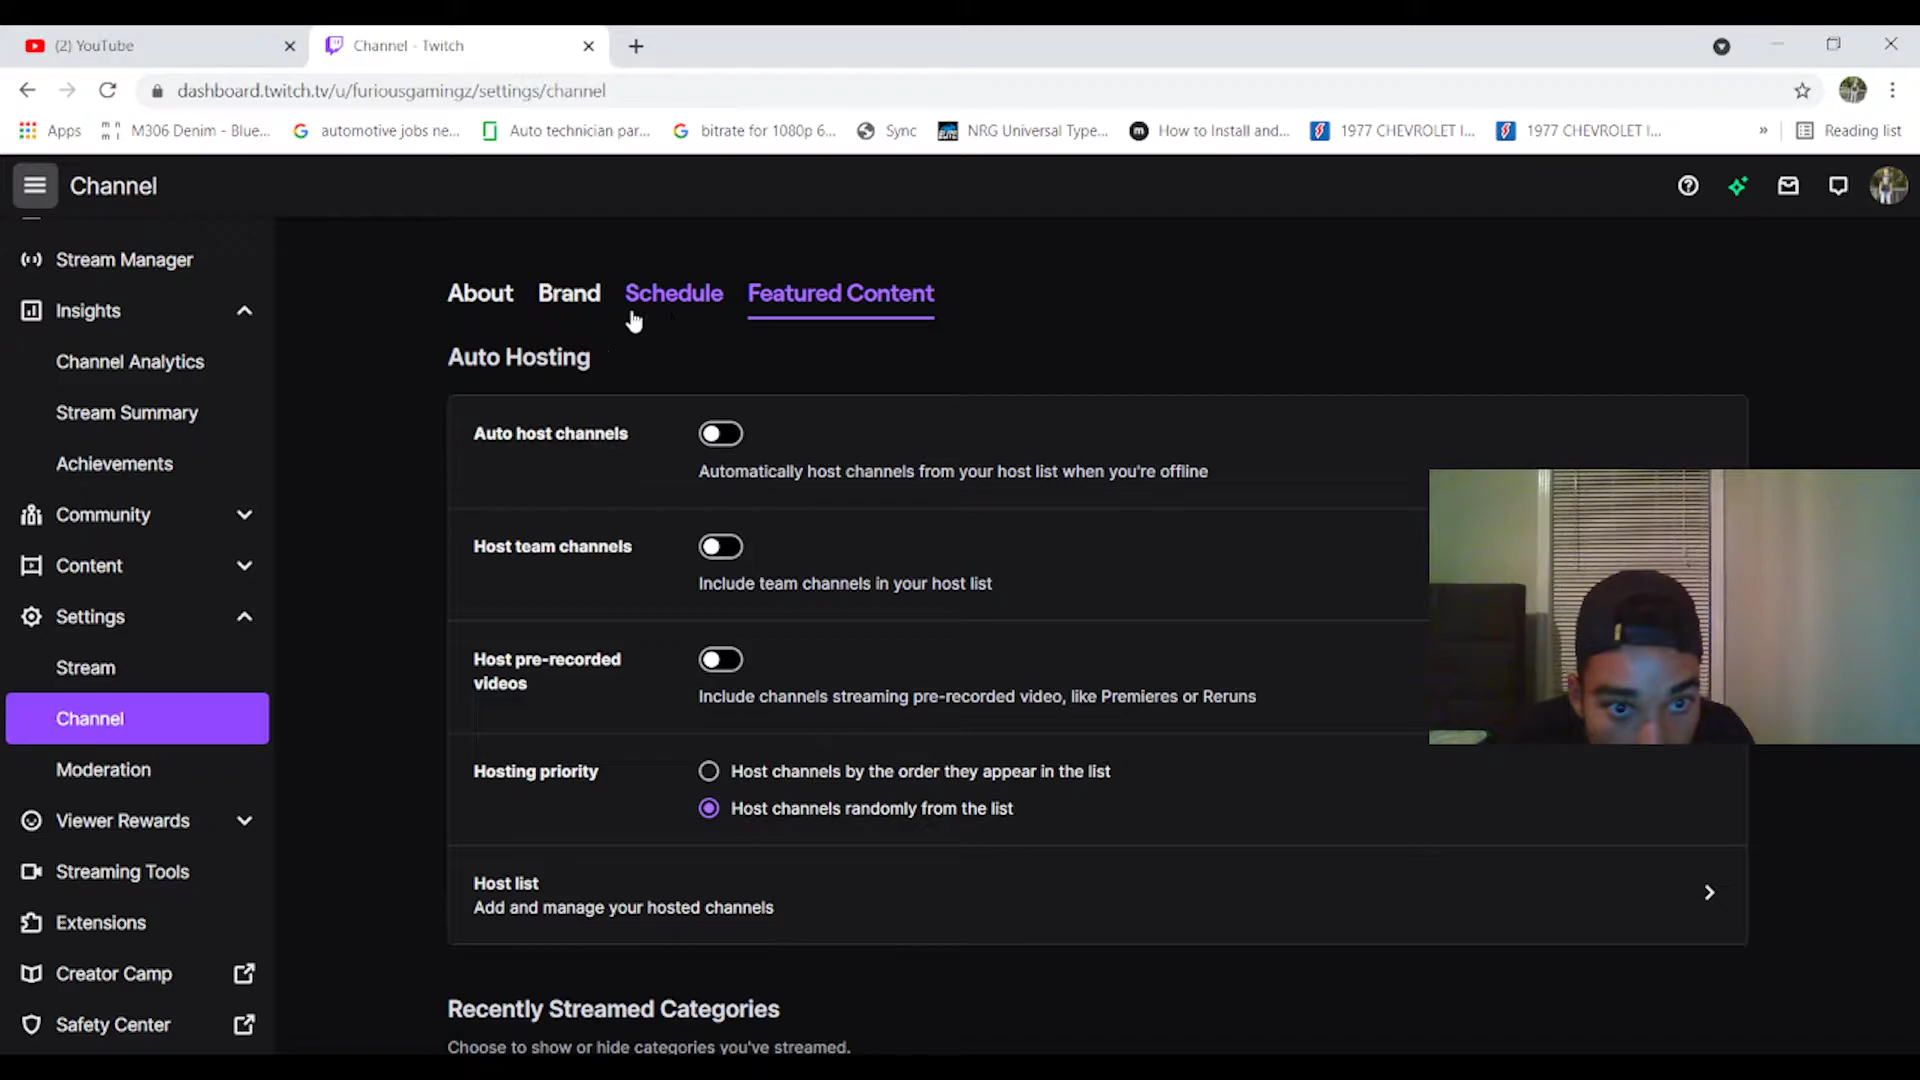 (2) YouTube
Channel - Twitch
dashboard.twitch.tv/u/furiousgamingz/settings/channel
Apps
M306 Denim - Blue...
automotive jobs ne...
Auto technician par...
bitrate for 1080p 6...
Sync
NRG Universal Type...
How to Install and...
1977 CHEVROLET I...
1977 CHEVROLET I...
»
Reading list
Channel
Stream Manager
Insights
Channel Analytics
Stream Summary
Achievements
Community
Content
Settings
Stream
Channel
Moderation
Viewer Rewards
Streaming Tools
Extensions
Creator Camp
Safety Center
About Brand Schedule Featured Content
Auto Hosting
Auto host channels
Automatically host channels from your host list when you're offline
Host team channels
Include team channels in your host list
Host pre-recorded
videos
Include channels streaming pre-recorded video, like Premieres or Reruns
Hosting priority
Host channels by the order they appear in the list
Host channels randomly from the list
Host list
Add and manage your hosted channels
Recently Streamed Categories
Choose to show or hide categories you've streamed.